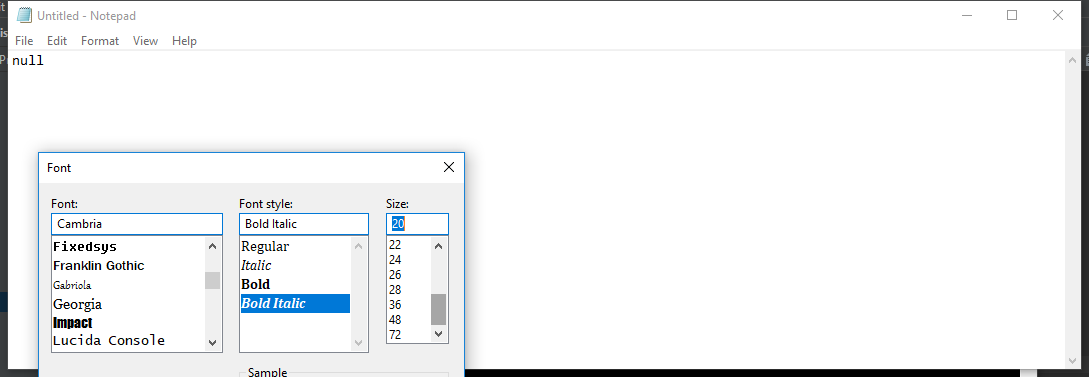 Untitled - Notepad
File Edit Format View Help
null
Font
Font: Font style: Size:
Cambria Bold Italic 20
Fixedsys
Franklin Gothic
Gabriola
Georgia
Impact
Lucida Console
Regular
Italic
Bold
Bold Italic
22
24
26
28
36
48
72
Sample